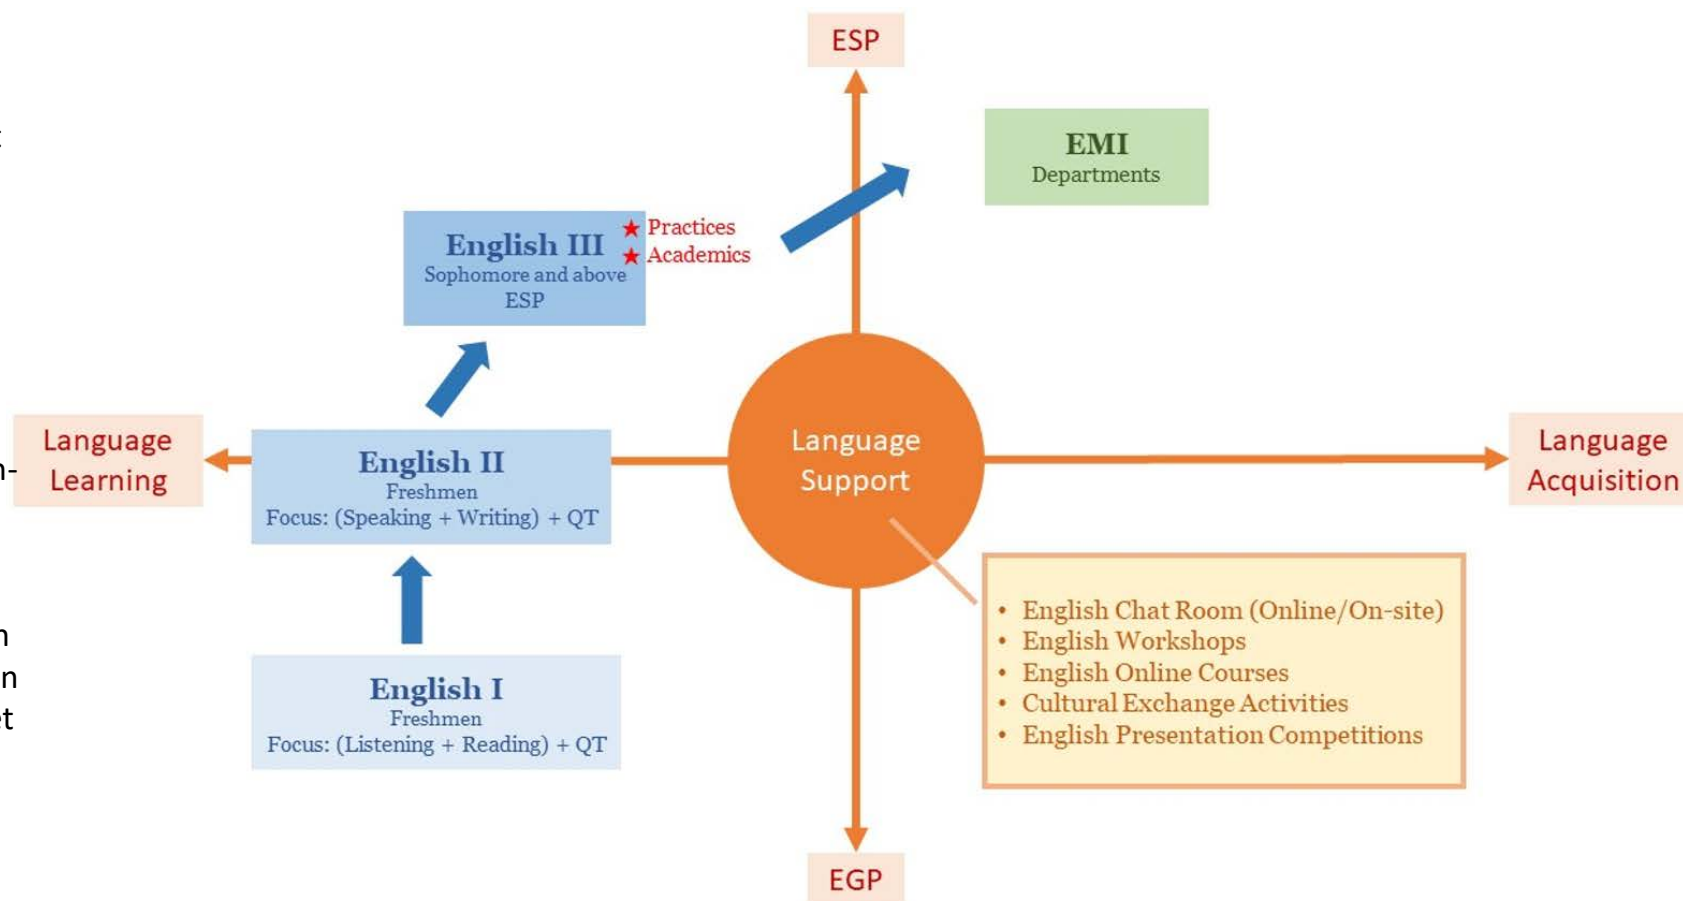 ESP
EMI
Departments
English III
Sophomore and above
ESP
★ Practices
★ Academics
Language
Learning
English II
Freshmen
Focus: (Speaking + Writing) + QT
Language
Support
Language
Acquisition
English I
Freshmen
Focus: (Listening + Reading) + QT
• English Chat Room (Online/On-site)
• English Workshops
• English Online Courses
• Cultural Exchange Activities
• English Presentation Competitions
EGP